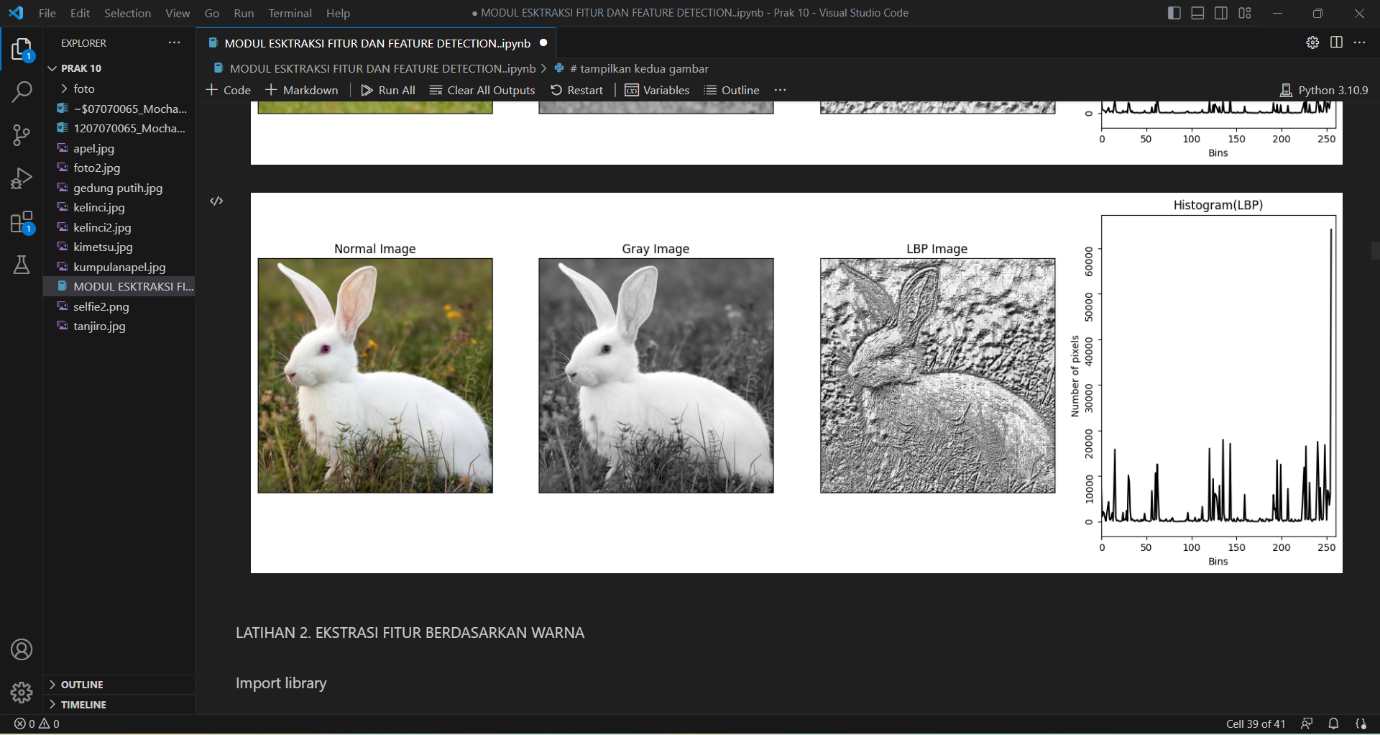 File Edit Selection View Go Run Terminal Help
● MODUL ESKTRAKSI FITUR DAN FEATURE DETECTION..ipynb - Prak 10 - Visual Studio Code
EXPLORER
PRAK 10
foto
~$07070065_Mocha...
1207070065_Mocha...
apel.jpg
foto2.jpg
gedung putih.jpg
kelinci.jpg
kelinci2.jpg
kimetsu.jpg
kumpulanapel.jpg
MODUL ESKTRAKSI FI...
selfie2.png
tanjiro.jpg
OUTLINE
TIMELINE
1
1
MODUL ESKTRAKSI FITUR DAN FEATURE DETECTION..ipynb ●
MODUL ESKTRAKSI FITUR DAN FEATURE DETECTION..ipynb > # tampilkan kedua gambar
+ Code + Markdown Run All Clear All Outputs Restart Variables Outline ... Python 3.10.9
0
0 50 100 150 200 250
Bins
Histogram(LBP)
Normal Image Gray Image LBP Image
Number of pixels
60000
50000
40000
30000
20000
10000
0
0 50 100 150 200 250
Bins
LATIHAN 2. EKSTRASI FITUR BERDASARKAN WARNA
Import library
0 0 Cell 39 of 41